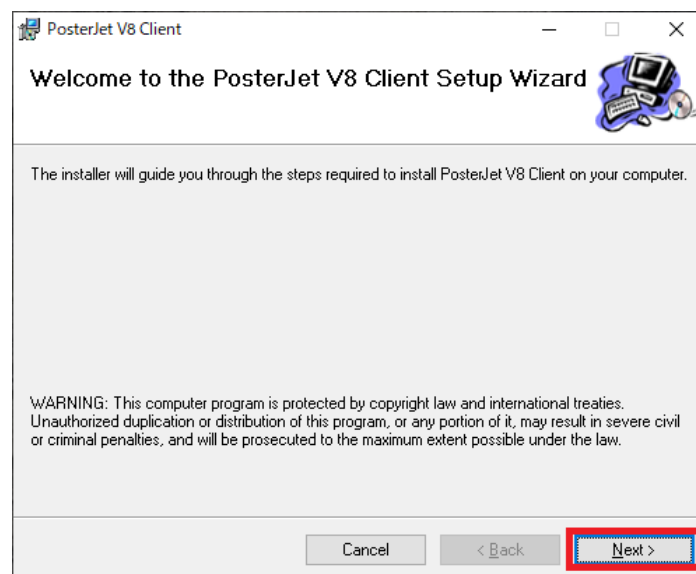 PosterJet V8 Client
Welcome to the PosterJet V8 Client Setup Wizard
The installer will guide you through the steps required to install PosterJet V8 Client on your computer.
WARNING: This computer program is protected by copyright law and international treaties.
Unauthorized duplication or distribution of this program, or any portion of it, may result in severe civil
or criminal penalties, and will be prosecuted to the maximum extent possible under the law.
Cancel
< Back
Next >